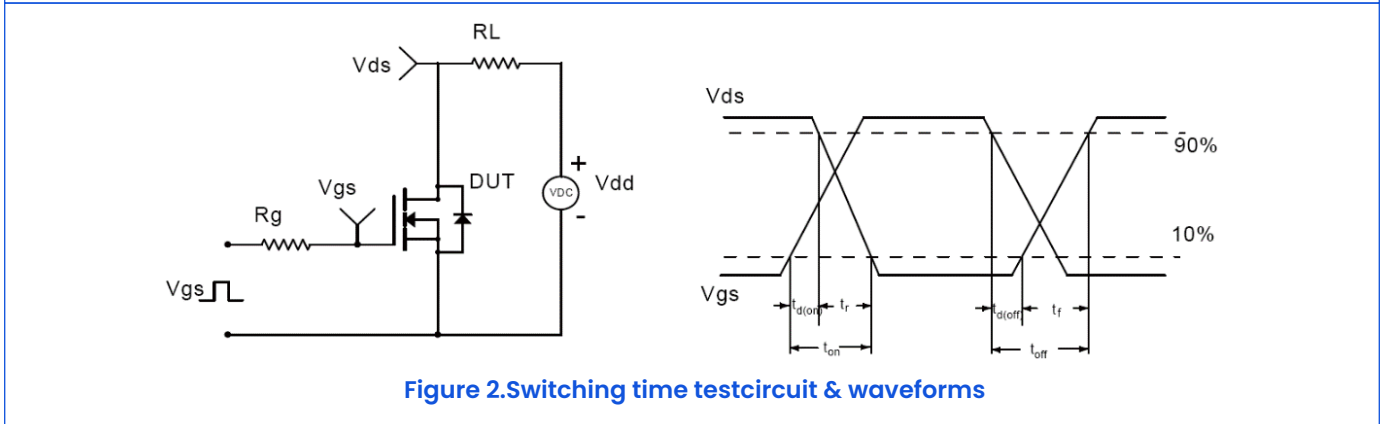 RL
Vds
Vgs
DUT
VDC
+
Vdd
-
Rg
Vgs
Vds
90%
10%
Vgs
td(on)
tr
td(off)
tf
ton
toff
Figure 2.Switching time testcircuit & waveforms